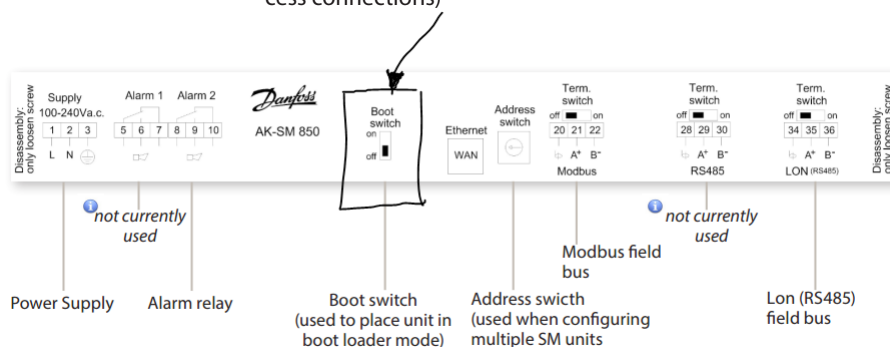 cess connections)
Disassembly:
only loosen screw
Supply
100-240Va.c.
1 2 3
L N
Alarm 1 Alarm 2
5 6 7 8 9 10
Danfoss
AK-SM 850
Boot
switch
on
off
Ethernet
WAN
Address
switch
Term.
switch
off on
20 21 22
A+ B-
Modbus
Term.
switch
off on
28 29 30
A+ B-
RS485
Term.
switch
off on
34 35 36
A+ B-
LON (RS485)
Disassembly:
only loosen screw
i not currently
used
i not currently
used
Power Supply
Alarm relay
Boot switch
(used to place unit in
boot loader mode)
Address swicth
(used when configuring
multiple SM units
Modbus field
bus
Lon (RS485)
field bus